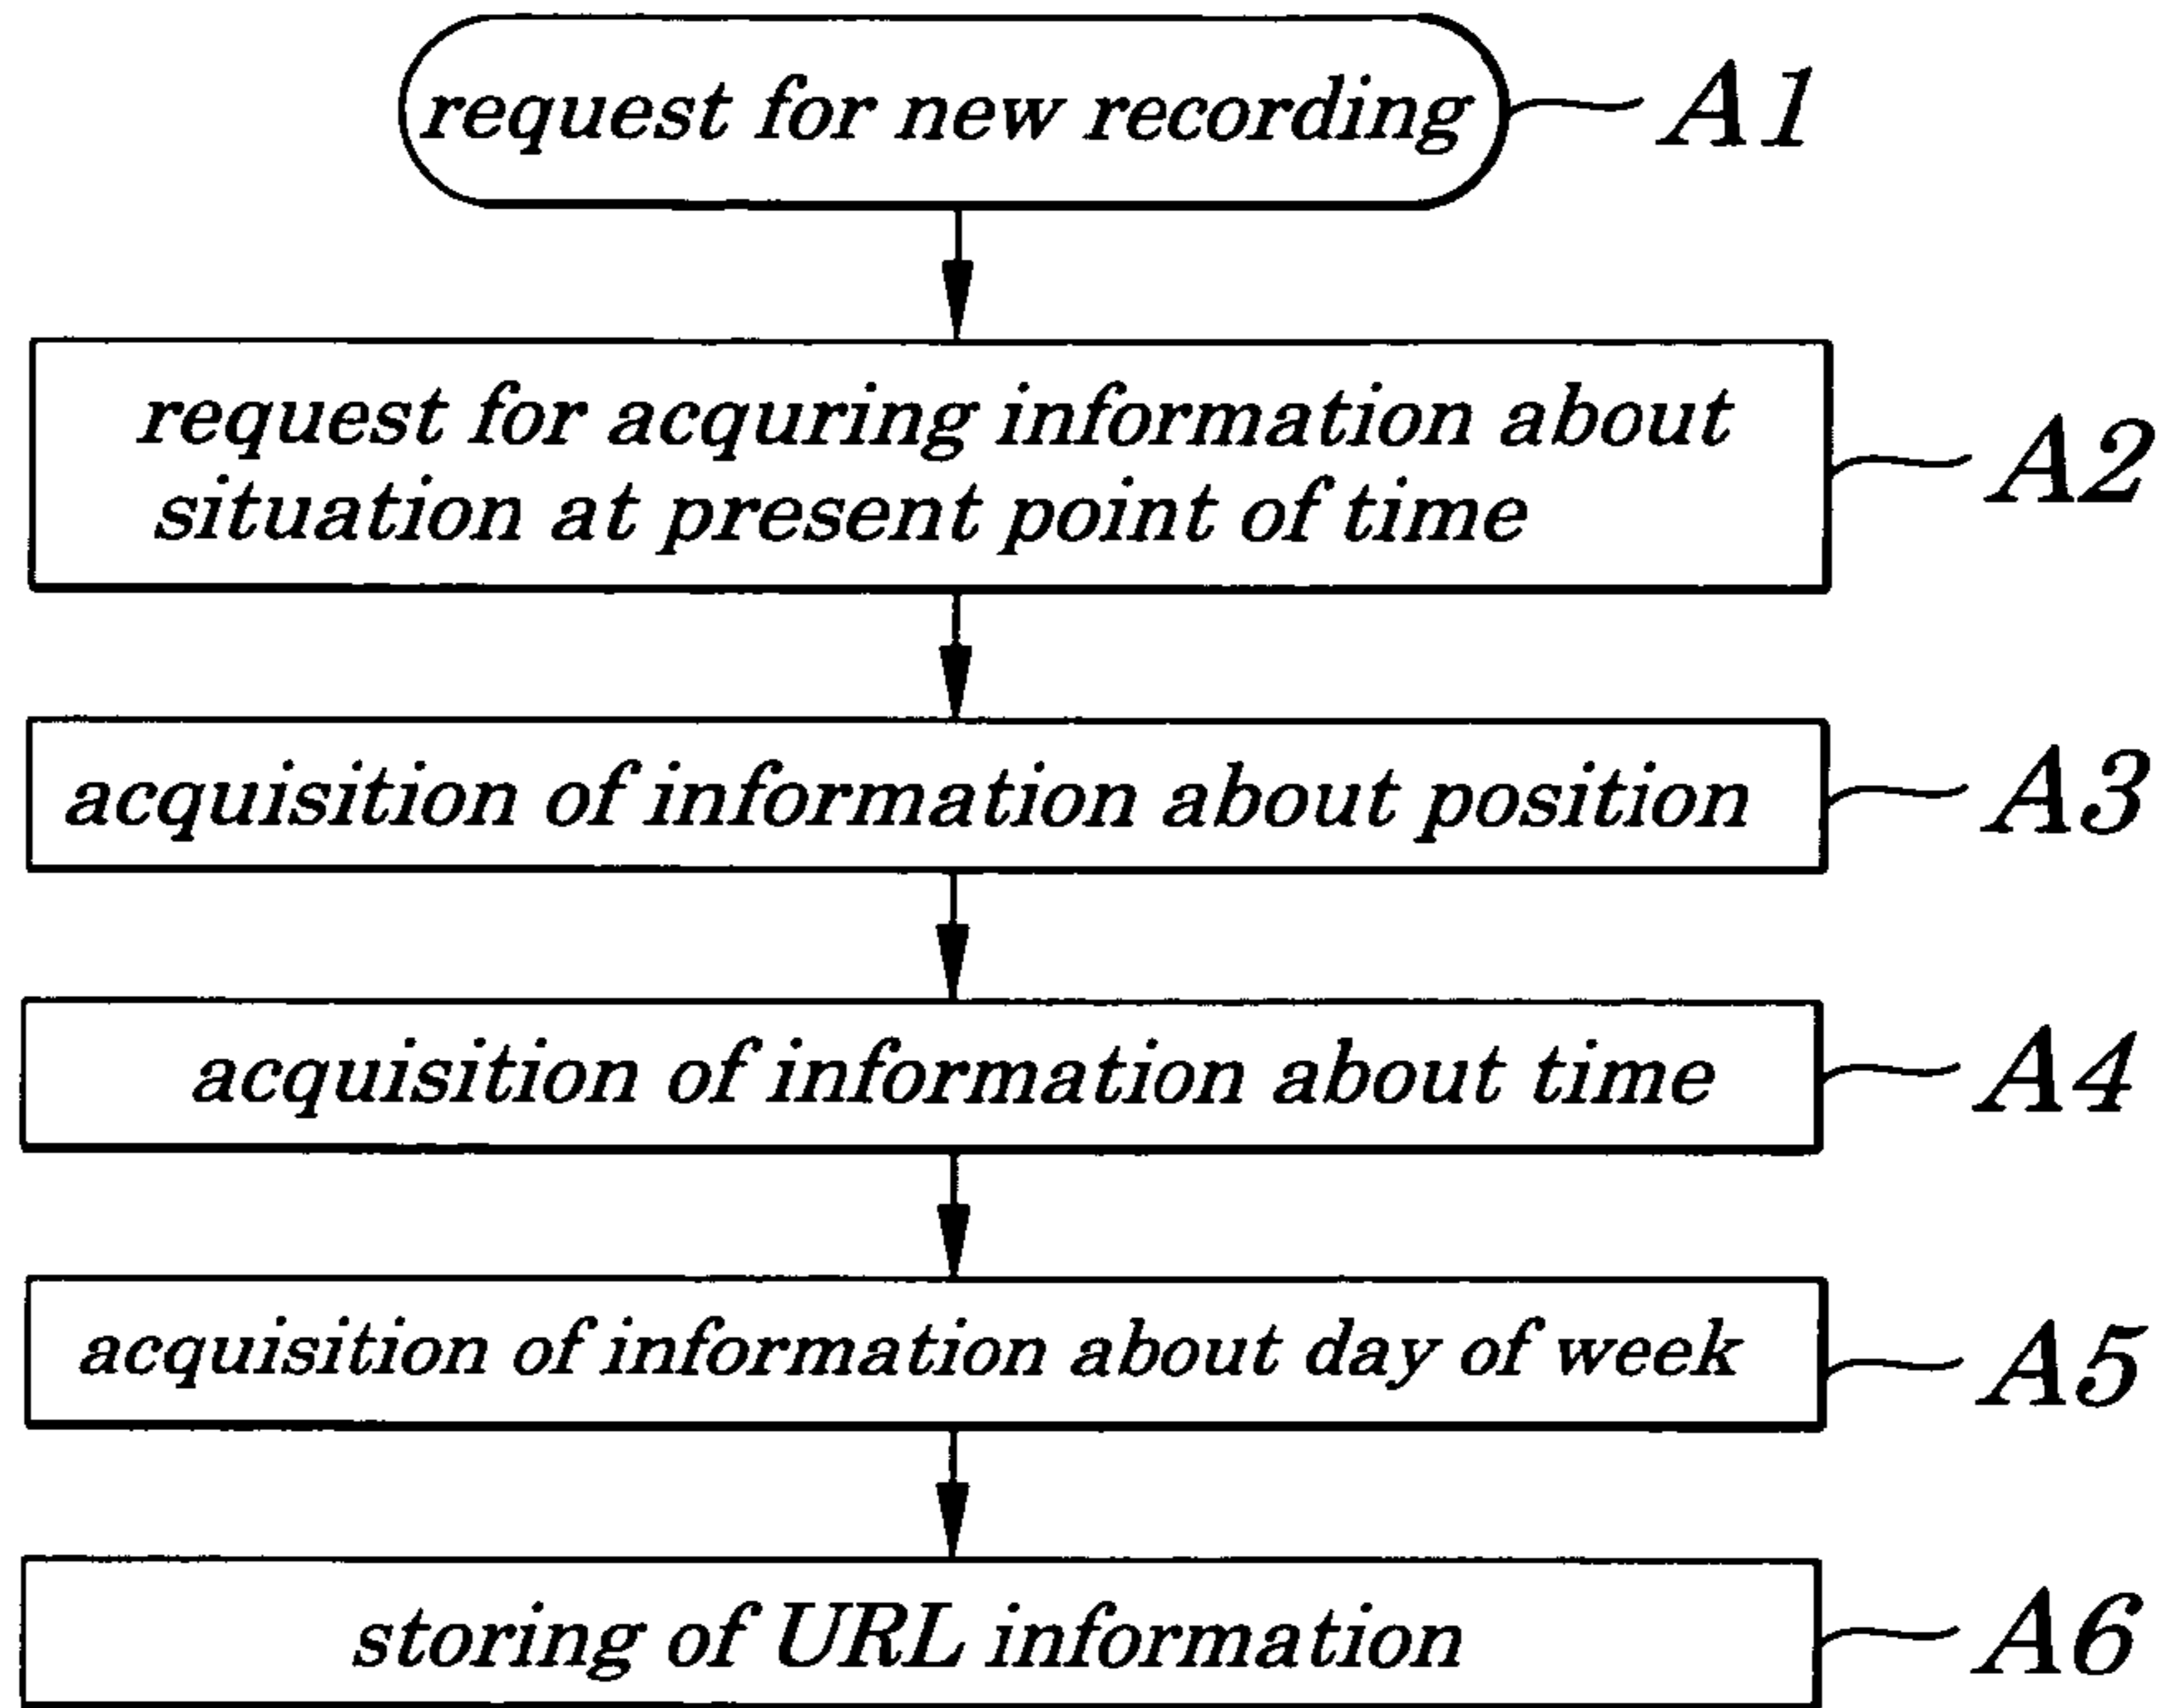 request for new recording A1
request for acquring information about
situation at present point of time A2
acquisition of information about position A3
acquisition of information about time A4
acquisition of information about day of week A5
storing of URL information A6